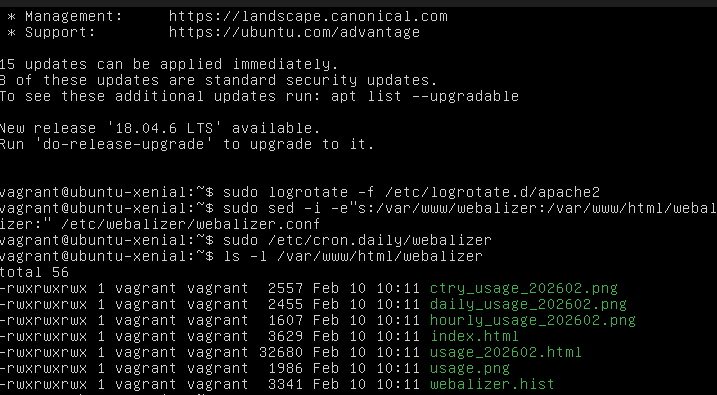 * Management:     https://landscape.canonical.com
* Support:        https://ubuntu.com/advantage
15 updates can be applied immediately.
8 of these updates are standard security updates.
To see these additional updates run: apt list --upgradable
New release '18.04.6 LTS' available.
Run 'do-release-upgrade' to upgrade to it.
vagrant@ubuntu-xenial:~$ sudo logrotate -f /etc/logrotate.d/apache2
vagrant@ubuntu-xenial:~$ sudo sed -i -e"s:/var/www/webalizer:/var/www/html/webal
izer:" /etc/webalizer/webalizer.conf
vagrant@ubuntu-xenial:~$ sudo /etc/cron.daily/webalizer
vagrant@ubuntu-xenial:~$ ls -l /var/www/html/webalizer
total 56
-rwxrwxrwx 1 vagrant vagrant  2557 Feb 10 10:11 ctry_usage_202602.png
-rwxrwxrwx 1 vagrant vagrant  2455 Feb 10 10:11 daily_usage_202602.png
-rwxrwxrwx 1 vagrant vagrant  1607 Feb 10 10:11 hourly_usage_202602.png
-rwxrwxrwx 1 vagrant vagrant  3629 Feb 10 10:11 index.html
-rwxrwxrwx 1 vagrant vagrant 32680 Feb 10 10:11 usage_202602.html
-rwxrwxrwx 1 vagrant vagrant  1986 Feb 10 10:11 usage.png
-rwxrwxrwx 1 vagrant vagrant  3341 Feb 10 10:11 webalizer.hist